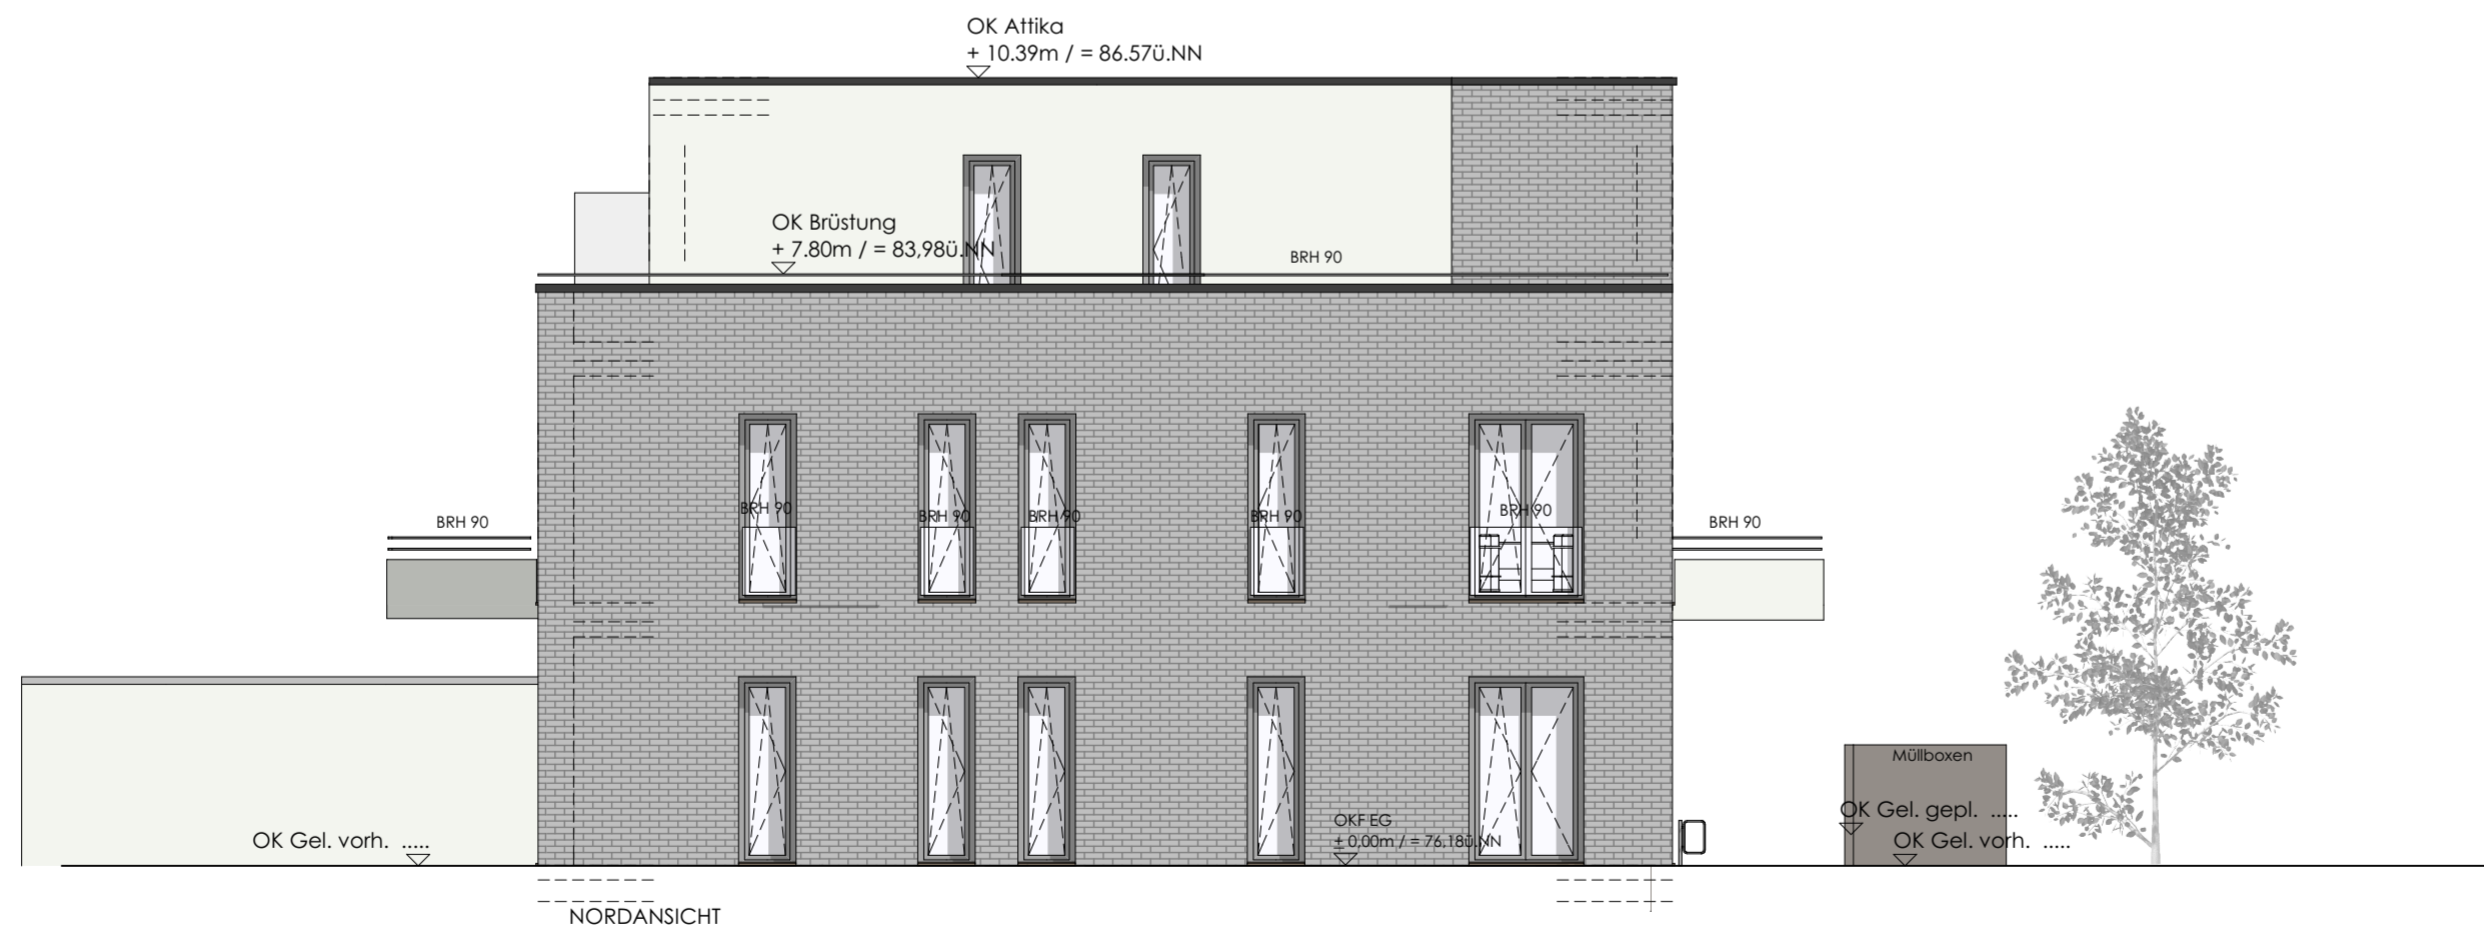 OK Attika
+ 10.39m / = 86.57ü.NN
OK Brüstung
+ 7.80m / = 83,98ü.NN
BRH 90
BRH 90
BRH 90
BRH 90
BRH 90
BRH 90
BRH 90
BRH 90
Müllboxen
OK Gel. gepl. .....
OKF EG
± 0,00m / = 76,18ü.NN
OK Gel. vorh. .....
OK Gel. vorh. .....
NORDANSICHT